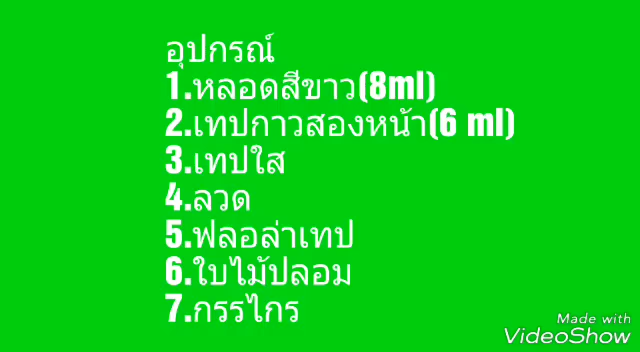 อุปกรณ์
1.หลอดสีขาว(8ml)
2.เทปกาวสองหน้า(6 ml)
3.เทปใส
4.ลวด
5.ฟลอล่าเทป
6.ใบไม้ปลอม
7.กรรไกร
Made with
VideoShow